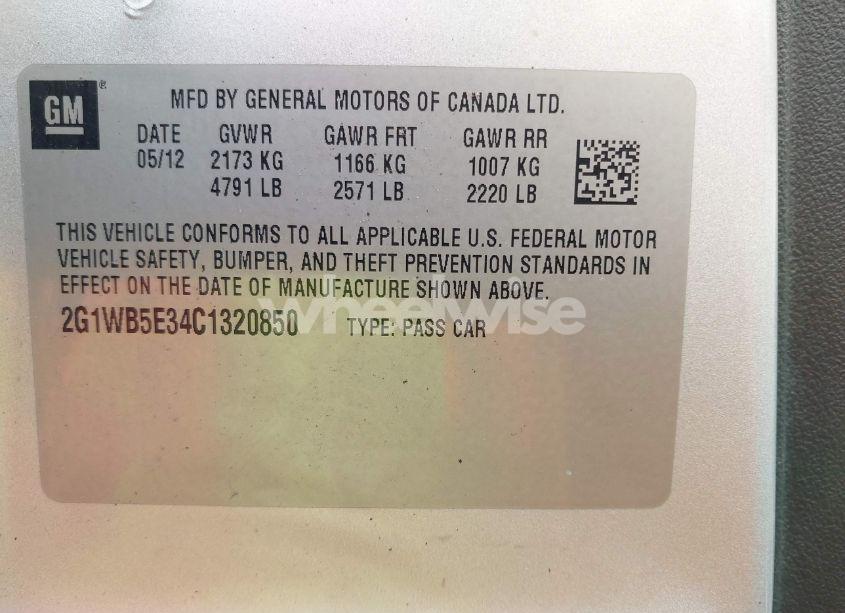 GM ®
MFD BY GENERAL MOTORS OF CANADA LTD.
DATE GVWR GAWR FRT GAWR RR
05/12 2173 KG 1166 KG 1007 KG
4791 LB 2571 LB 2220 LB
THIS VEHICLE CONFORMS TO ALL APPLICABLE U.S. FEDERAL MOTOR
VEHICLE SAFETY, BUMPER, AND THEFT PREVENTION STANDARDS IN
EFFECT ON THE DATE OF MANUFACTURE SHOWN ABOVE.
2G1WB5E34C1320850 TYPE: PASS CAR
wheelwise